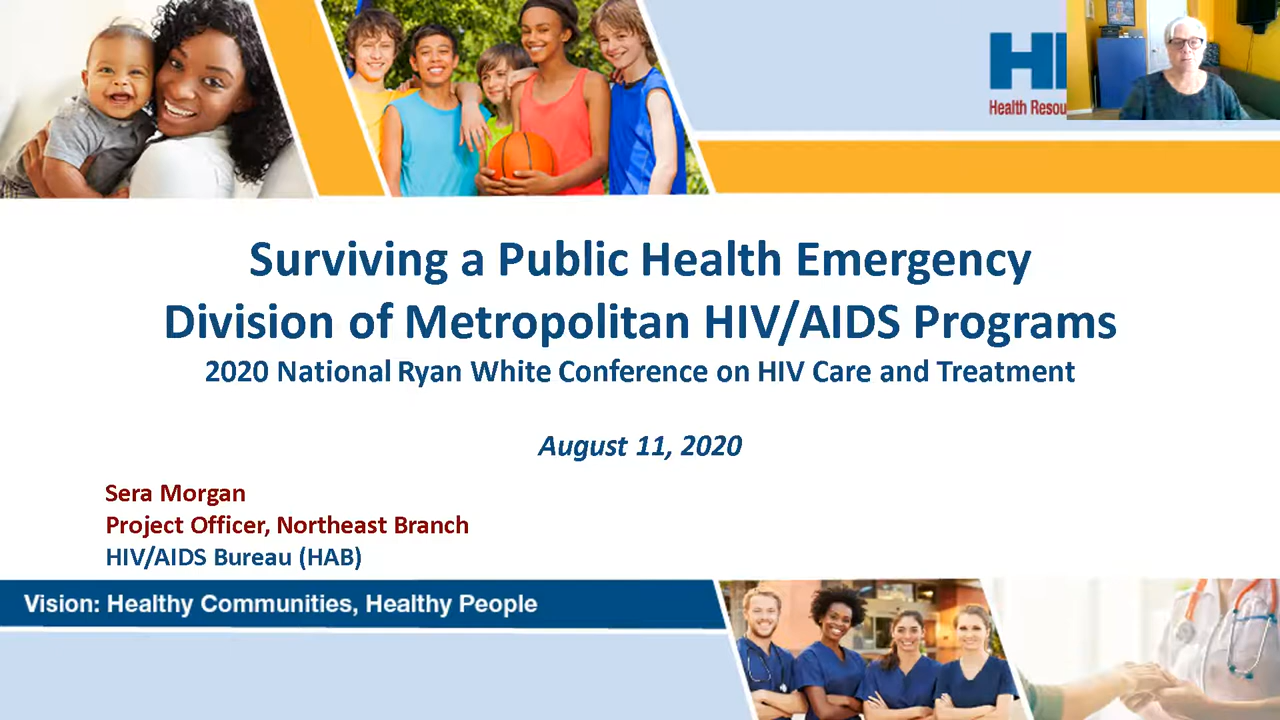 Health Resou
Surviving a Public Health Emergency
Division of Metropolitan HIV/AIDS Programs
2020 National Ryan White Conference on HIV Care and Treatment
August 11, 2020
Sera Morgan
Project Officer, Northeast Branch
HIV/AIDS Bureau (HAB)
Vision: Healthy Communities, Healthy People